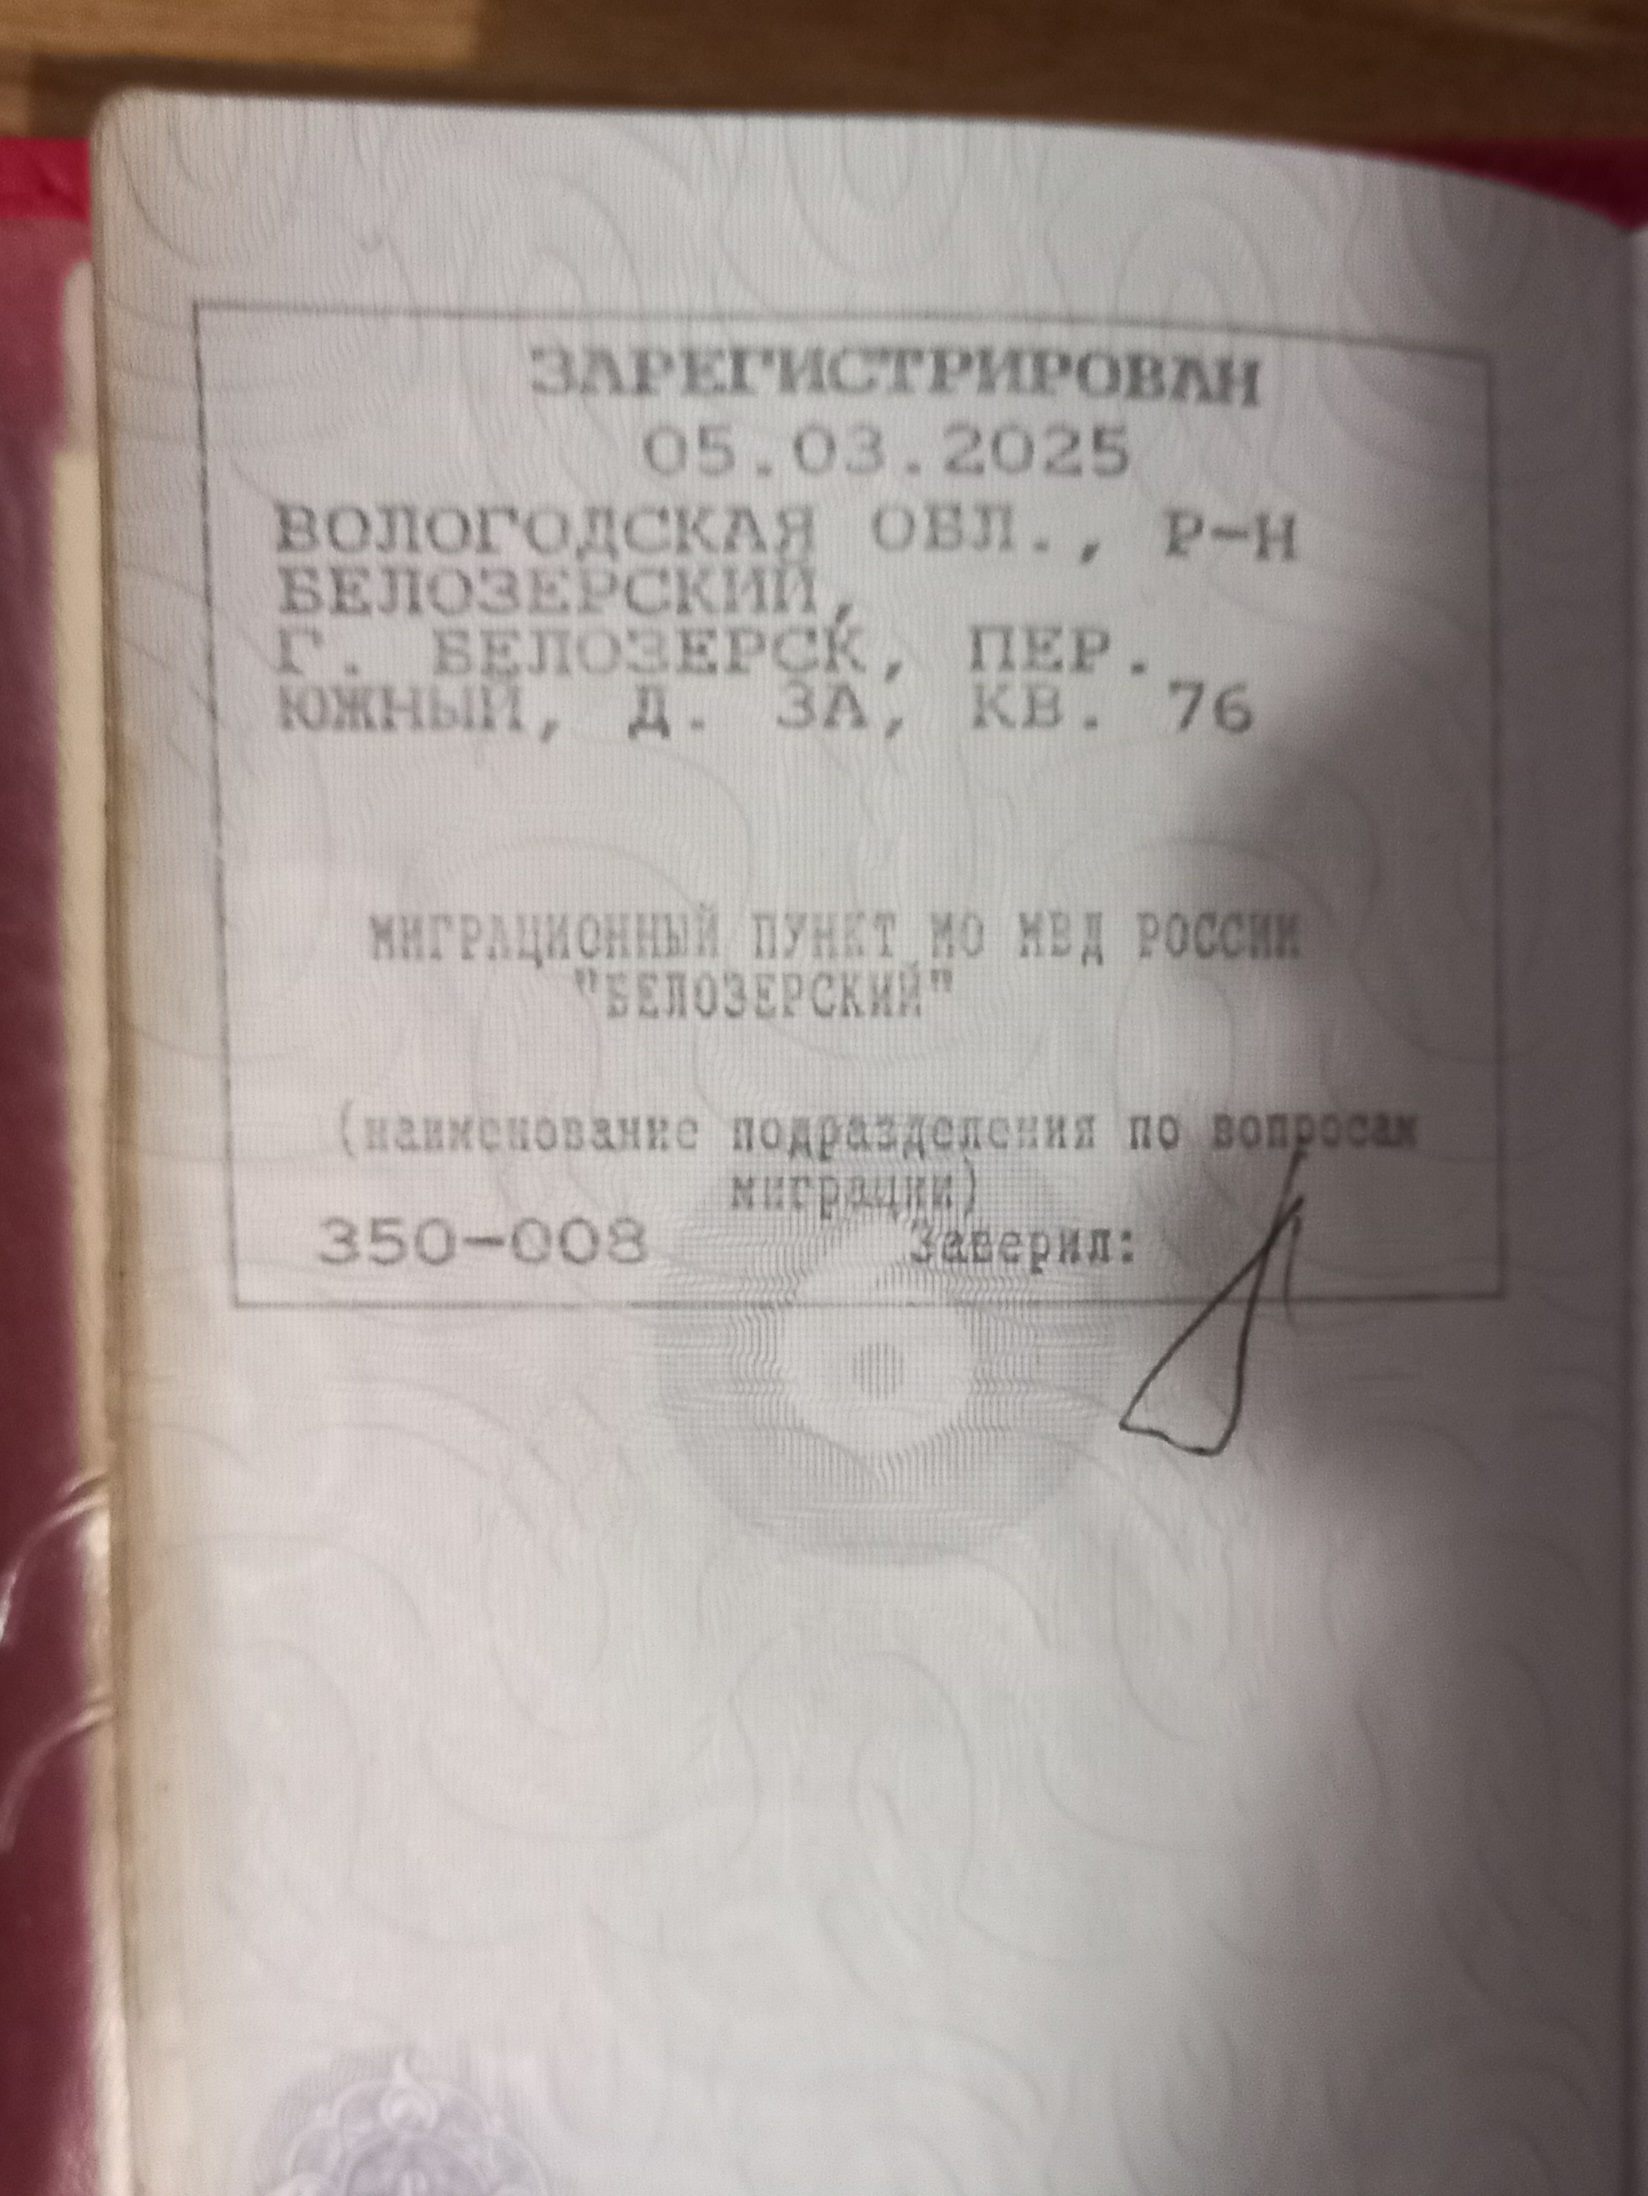 ЗАРЕГИСТРИРОВАН
05.03.2025
ВОЛОГОДСКАЯ ОБЛ., Р-Н
БЕЛОЗЕРСКИЙ,
Г. БЕЛОЗЕРСК, ПЕР.
ЮЖНЫЙ, Д. 3А, КВ. 76
МИГРАЦИОННЫЙ ПУНКТ МО МВД РОССИИ
"БЕЛОЗЕРСКИЙ"
(наименование подразделения по вопросам
миграции)
350-008 Заверил: